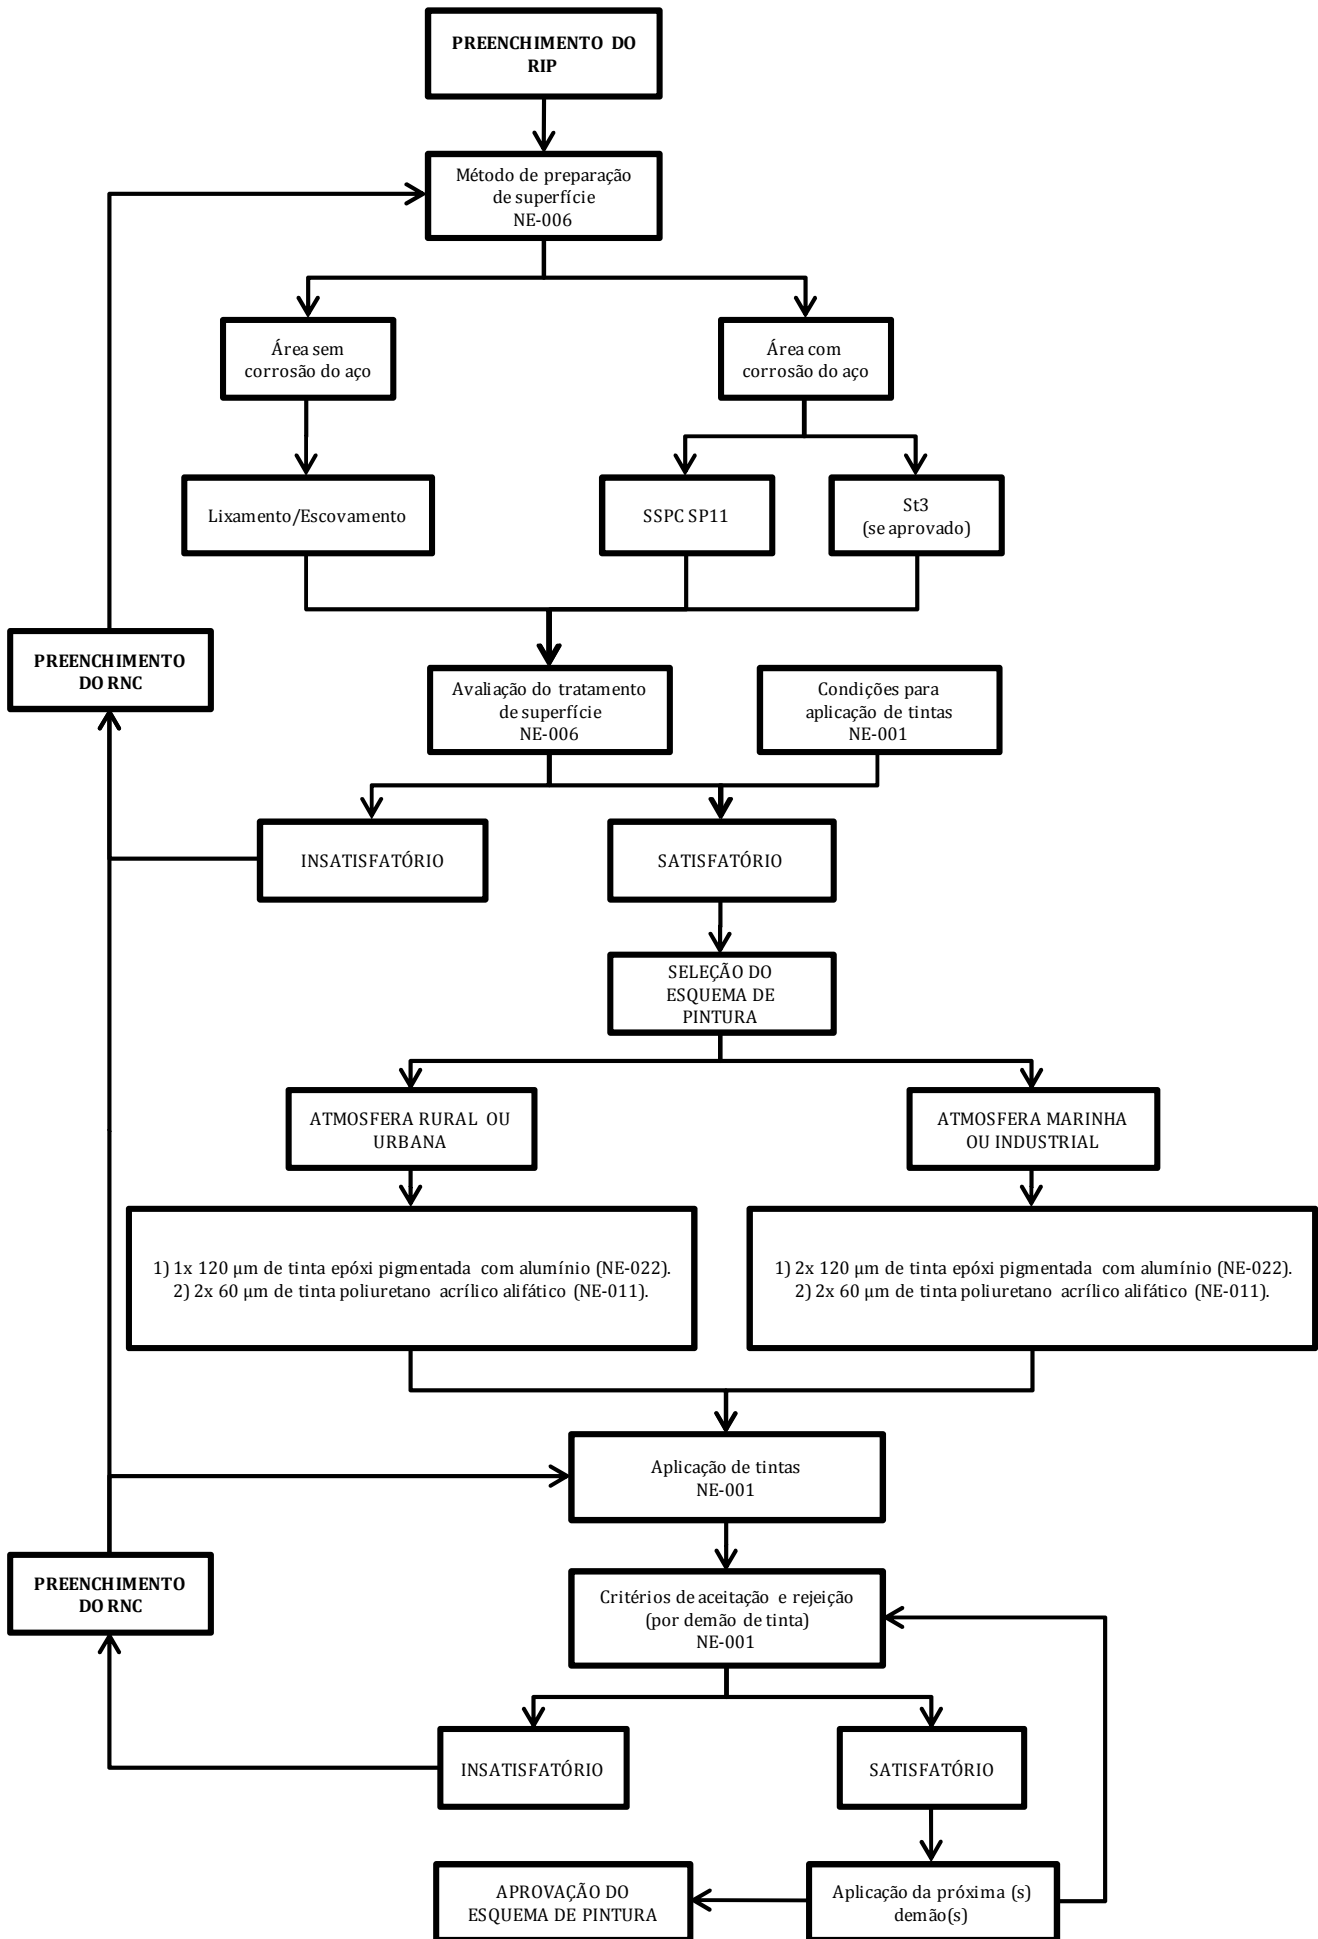 PREENCHIMENTO DO
RIP
Método de preparação
de superfície
NE-006
Área sem
corrosão do aço
Área com
corrosão do aço
Lixamento/Escovamento
SSPC SP11
St3
(se aprovado)
PREENCHIMENTO
DO RNC
Avaliação do tratamento
de superfície
NE-006
Condições para
aplicação de tintas
NE-001
INSATISFATÓRIO
SATISFATÓRIO
SELEÇÃO DO
ESQUEMA DE
PINTURA
ATMOSFERA RURAL OU
URBANA
ATMOSFERA MARINHA
OU INDUSTRIAL
1) 1x 120 µm de tinta epóxi pigmentada com alumínio (NE-022).
2) 2x 60 µm de tinta poliuretano acrílico alifático (NE-011).
1) 2x 120 µm de tinta epóxi pigmentada com alumínio (NE-022).
2) 2x 60 µm de tinta poliuretano acrílico alifático (NE-011).
Aplicação de tintas
NE-001
PREENCHIMENTO
DO RNC
Critérios de aceitação e rejeição
(por demão de tinta)
NE-001
INSATISFATÓRIO
SATISFATÓRIO
APROVAÇÃO DO
ESQUEMA DE PINTURA
Aplicação da próxima (s)
demão(s)